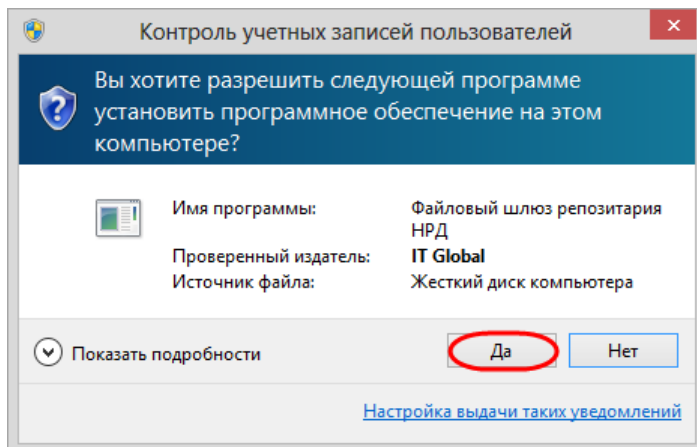 Контроль учетных записей пользователей
Вы хотите разрешить следующей программе
установить программное обеспечение на этом
компьютере?
Имя программы: Файловый шлюз репозитария
НРД
Проверенный издатель: IT Global
Источник файла: Жесткий диск компьютера
Показать подробности Да Нет
Настройка выдачи таких уведомлений